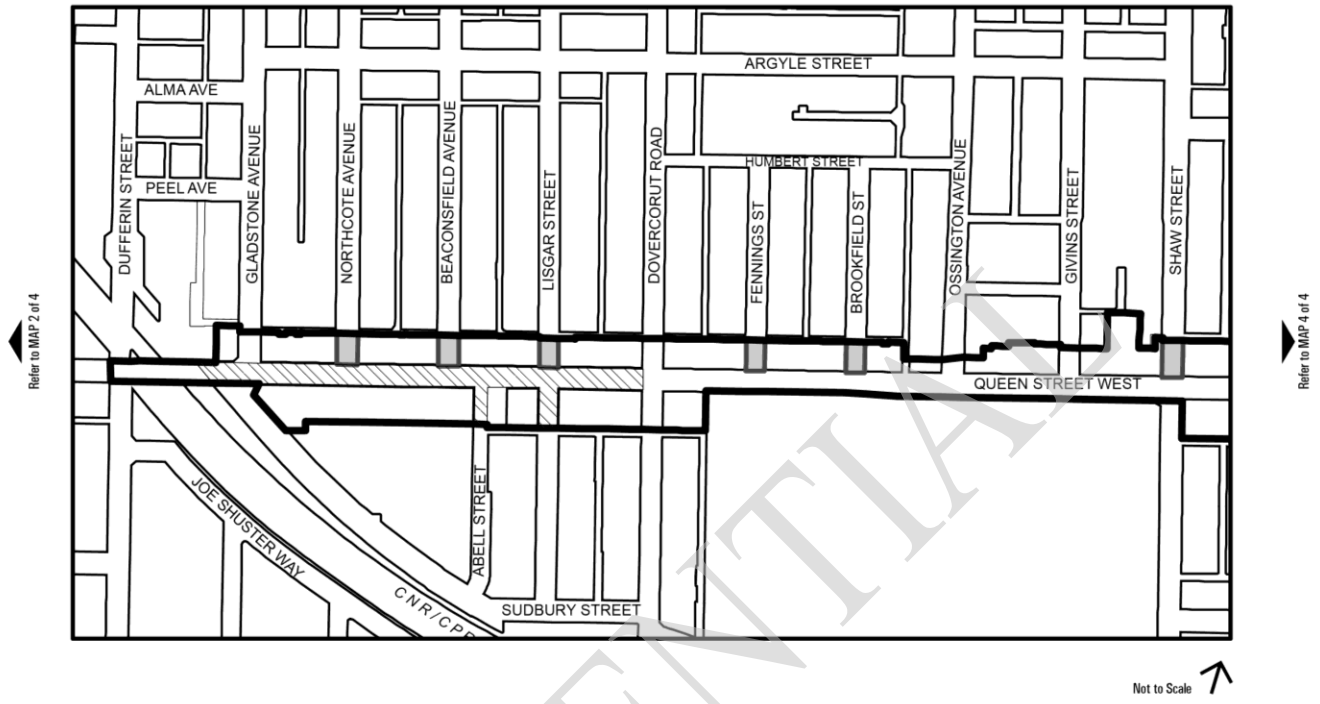 ARGYLE STREET
ALMA AVE
HUMBERT STREET
PEEL AVE
DUFFERIN STREET
GLADSTONE AVENUE
NORTHCOTE AVENUE
BEACONSFIELD AVENUE
LISGAR STREET
DOVERCORUT ROAD
FENNINGS ST
BROOKFIELD ST
OSSINGTON AVENUE
GIVINS STREET
SHAW STREET
Refer to MAP 2 of 4
Refer to MAP 4 of 4
QUEEN STREET WEST
JOE SHUSTER WAY
CNR/CPR
ABELL STREET
SUDBURY STREET
Not to Scale
ENTIAL